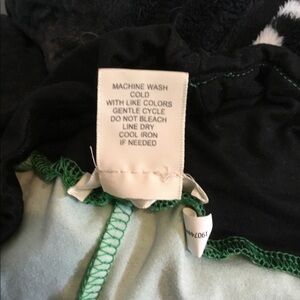 MACHINE WASH
COLD
WITH LIKE COLORS
GENTLE CYCLE
DO NOT BLEACH
LINE DRY
COOL IRON
IF NEEDED